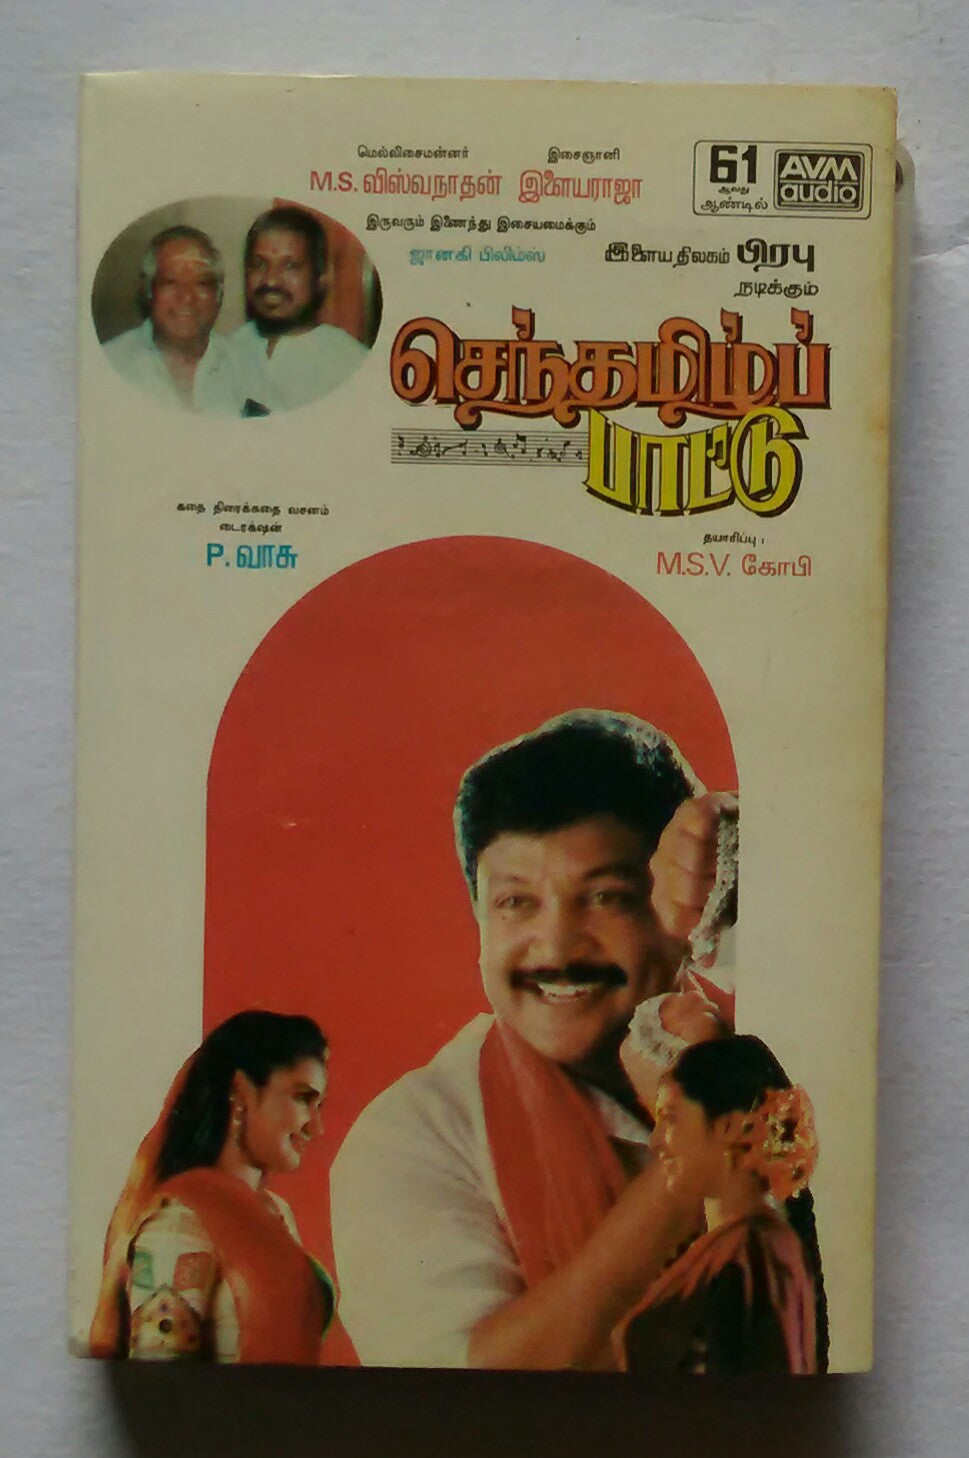 மெல்லிசைமன்னர் இசைஞானி
M.S. விஸ்வநாதன் இளையராஜா
61
ஆவது
ஆண்டில்
AVM
audio
இருவரும் இணைந்து இசையமைக்கும்
ஜானகி பிலிம்ஸ்
இளைய திலகம் பிரபு
நடிக்கும்
செந்தமிழ்ப்
பாட்டு
கதை திரைக்கதை வசனம்
டைரக்ஷன்
P. வாசு
தயாரிப்பு :
M.S.V. கோபி